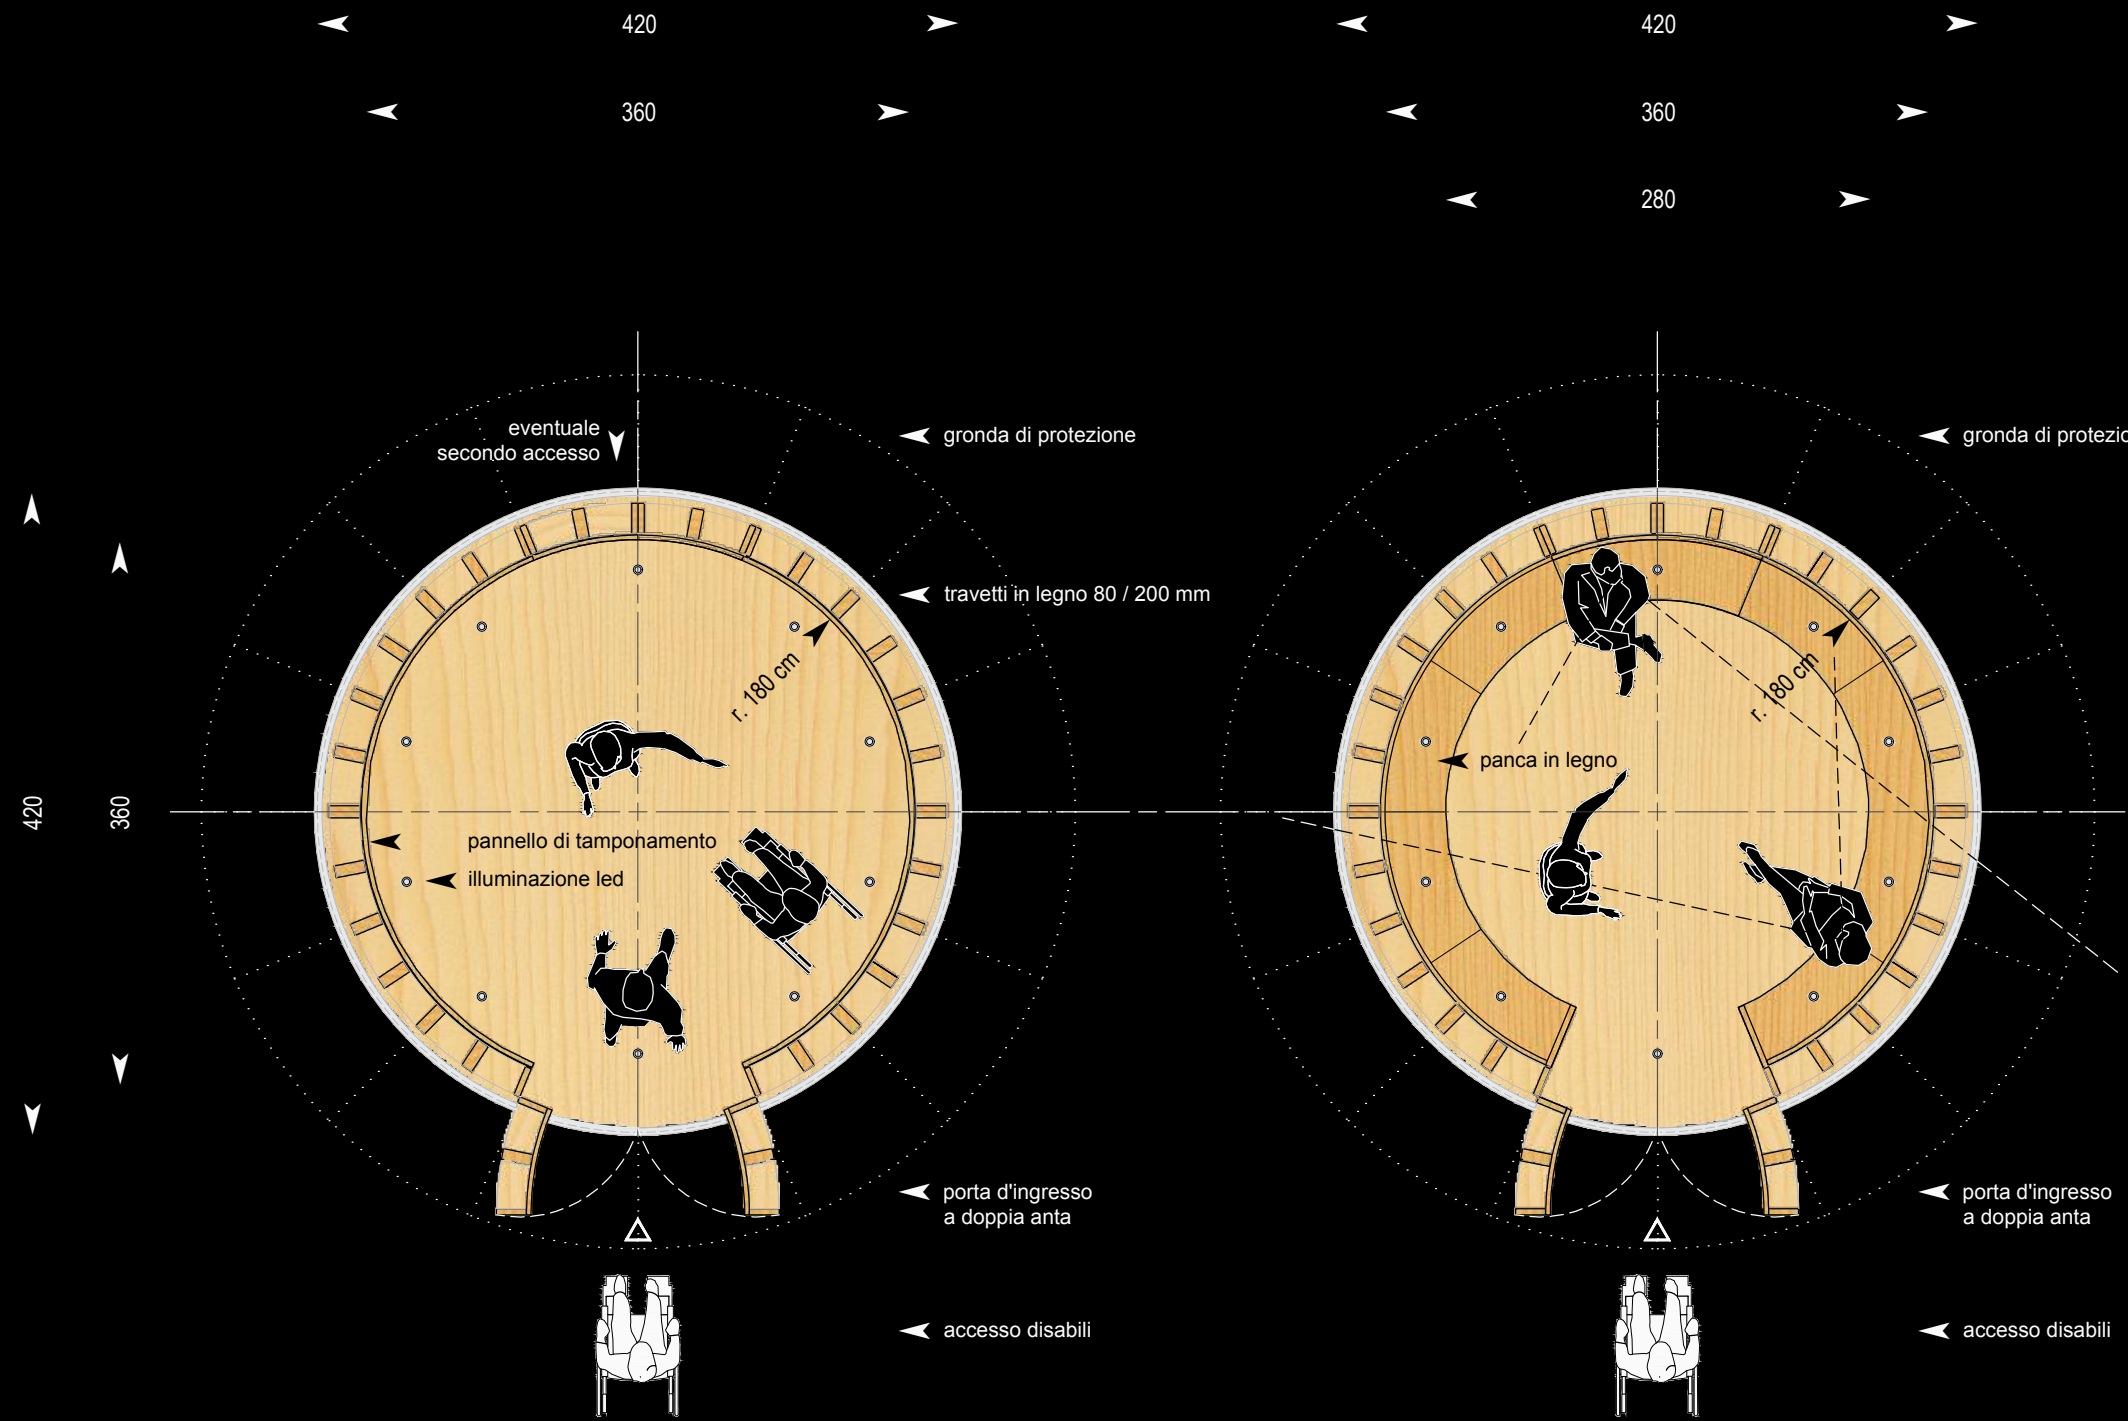 420
420
360
360
280
eventuale
secondo accesso
gronda di protezione
travetti in legno 80 / 200 mm
r. 180 cm
420
360
pannello di tamponamento
illuminazione led
porta d'ingresso
a doppia anta
accesso disabili
gronda di protezio
r. 180 cm
panca in legno
porta d'ingresso
a doppia anta
accesso disabili